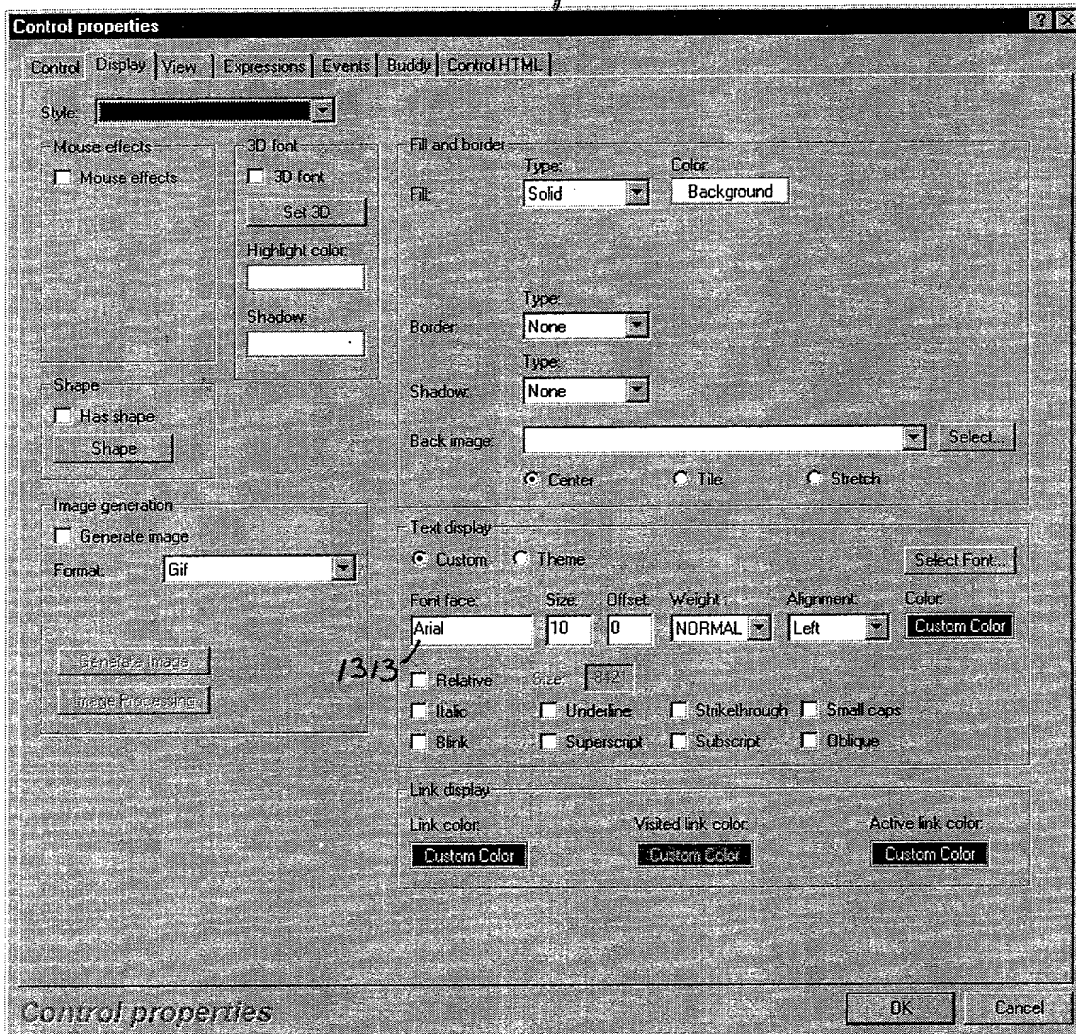 Control properties
Control Display View Expressions Events Buddy Control HTML
Style:
Mouse effects
Mouse effects
3D font
3D font
Set 3D
Highlight color:
Shadow:
Shape
Has shape
Shape
Image generation
Generate image
Format: Gif
Generate Image
Image Processing
Fill and border
Type: Color:
Fill: Solid Background
Type:
Border: None
Type:
Shadow: None
Back image: Select...
Center Tile Stretch
Text display
Custom Theme Select Font...
Font face: Size: Offset: Weight: Alignment: Color:
Arial 10 0 NORMAL Left Custom Color
1313
Relative Size:
Italic Underline Strikethrough Small caps
Blink Superscript Subscript Oblique
Link display
Link color: Visited link color: Active link color:
Custom Color Custom Color Custom Color
Control properties OK Cancel